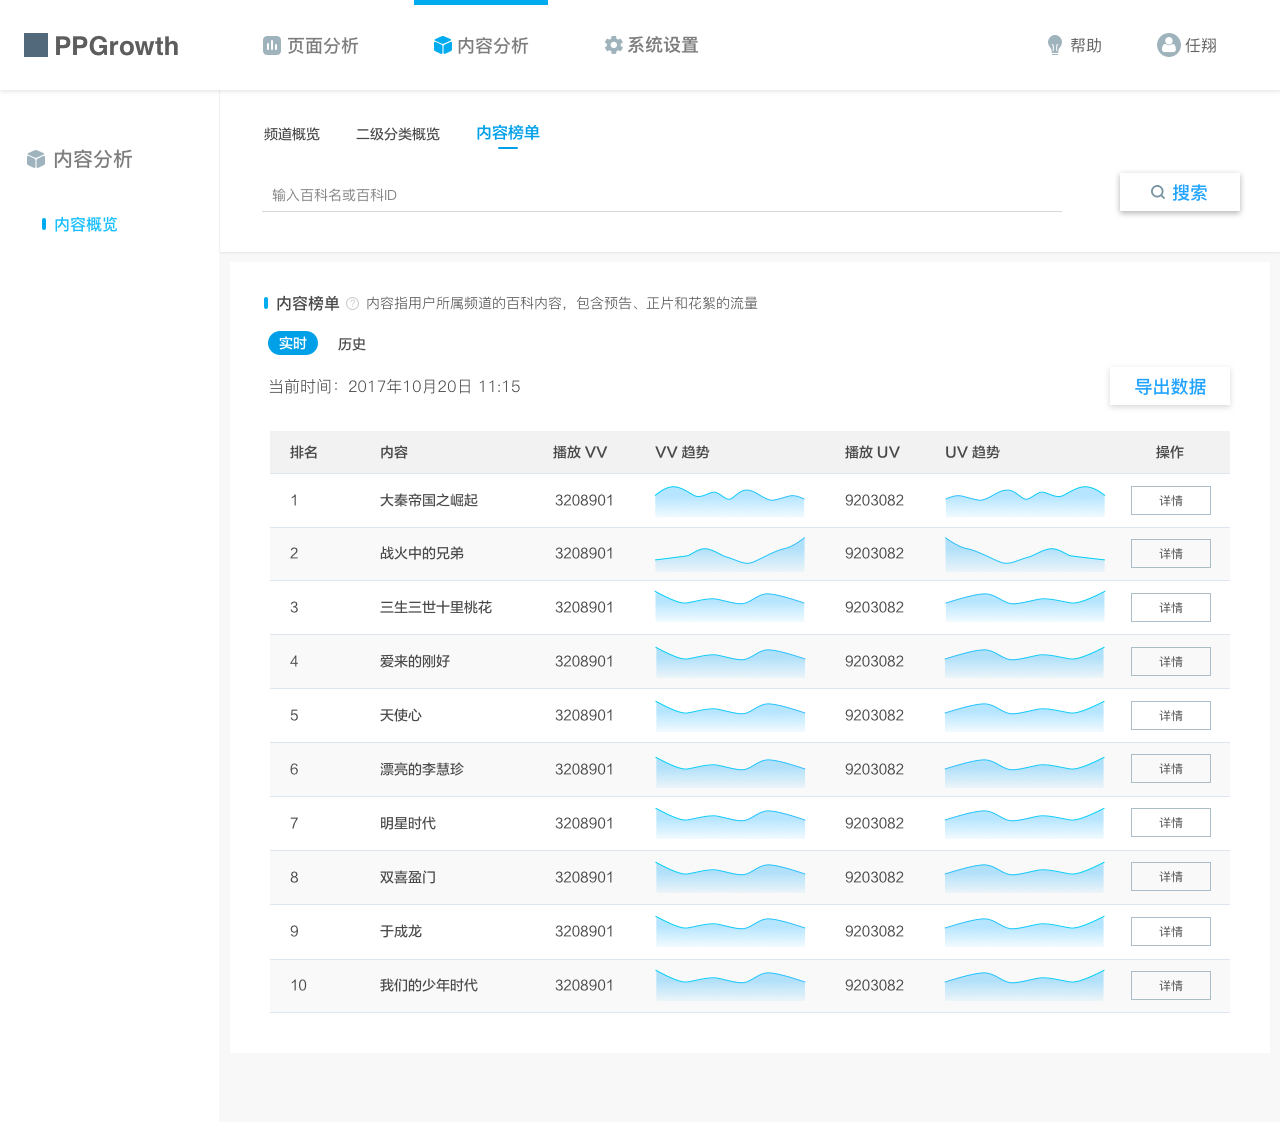 PPGrowth 页面分析 内容分析 系统设置 帮助 任翔
频道概览 二级分类概览 内容榜单
内容分析
输入百科名或百科ID 搜索
内容概览
内容榜单 ? 内容指用户所属频道的百科内容，包含预告、正片和花絮的流量
实时 历史
当前时间：2017年10月20日 11:15 导出数据
排名 内容 播放 VV VV 趋势 播放 UV UV 趋势 操作
1 大秦帝国之崛起 3208901 9203082 详情
2 战火中的兄弟 3208901 9203082 详情
3 三生三世十里桃花 3208901 9203082 详情
4 爱来的刚好 3208901 9203082 详情
5 天使心 3208901 9203082 详情
6 漂亮的李慧珍 3208901 9203082 详情
7 明星时代 3208901 9203082 详情
8 双喜盈门 3208901 9203082 详情
9 于成龙 3208901 9203082 详情
10 我们的少年时代 3208901 9203082 详情